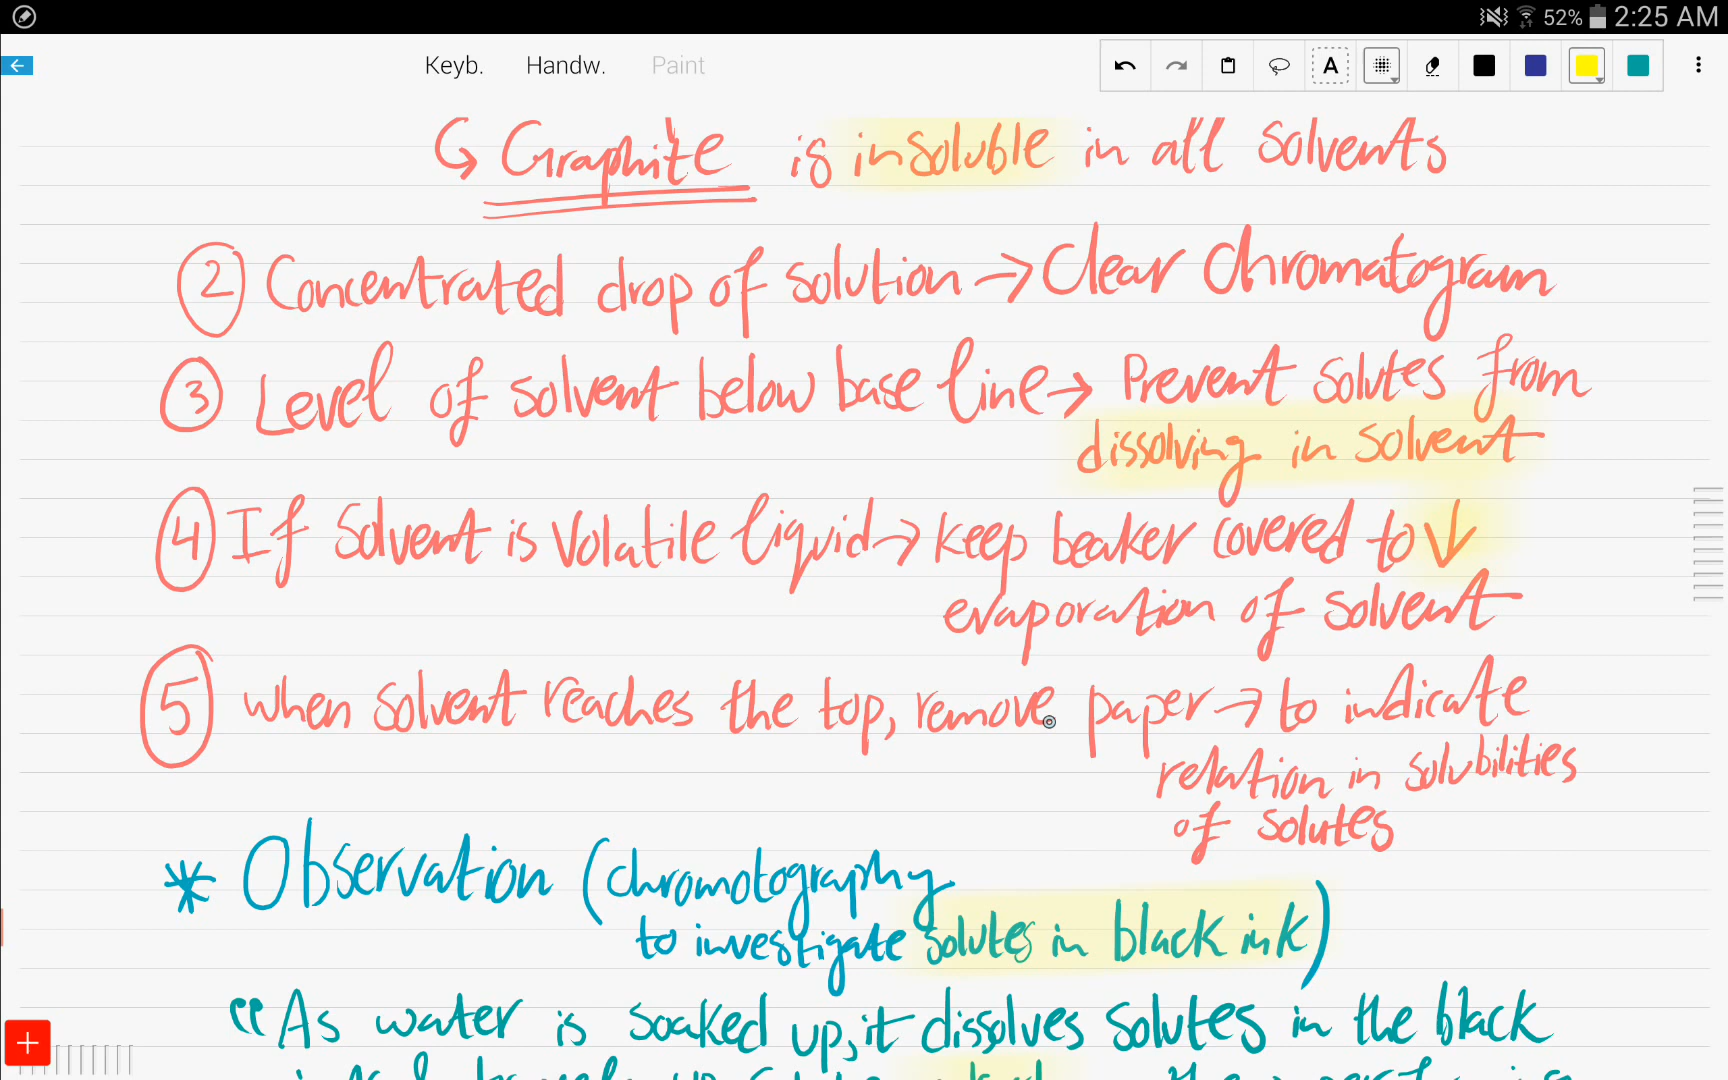 52% 2:25 AM
Keyb. Handw. Paint A
↳ Graphite is insoluble in all solvents
② Concentrated drop of solution → Clear Chromatogram
③ Level of solvent below base line → Prevent solutes from
dissolving in solvent
④ If Solvent is Volatile liquid → keep beaker covered to ↓
evaporation of solvent
⑤ when solvent reaches the top, remove paper → to indicate
relation in solubilities
of solutes
* Observation (chromotography
to investigate solutes in black ink)
"As water is soaked up, it dissolves solutes in the black